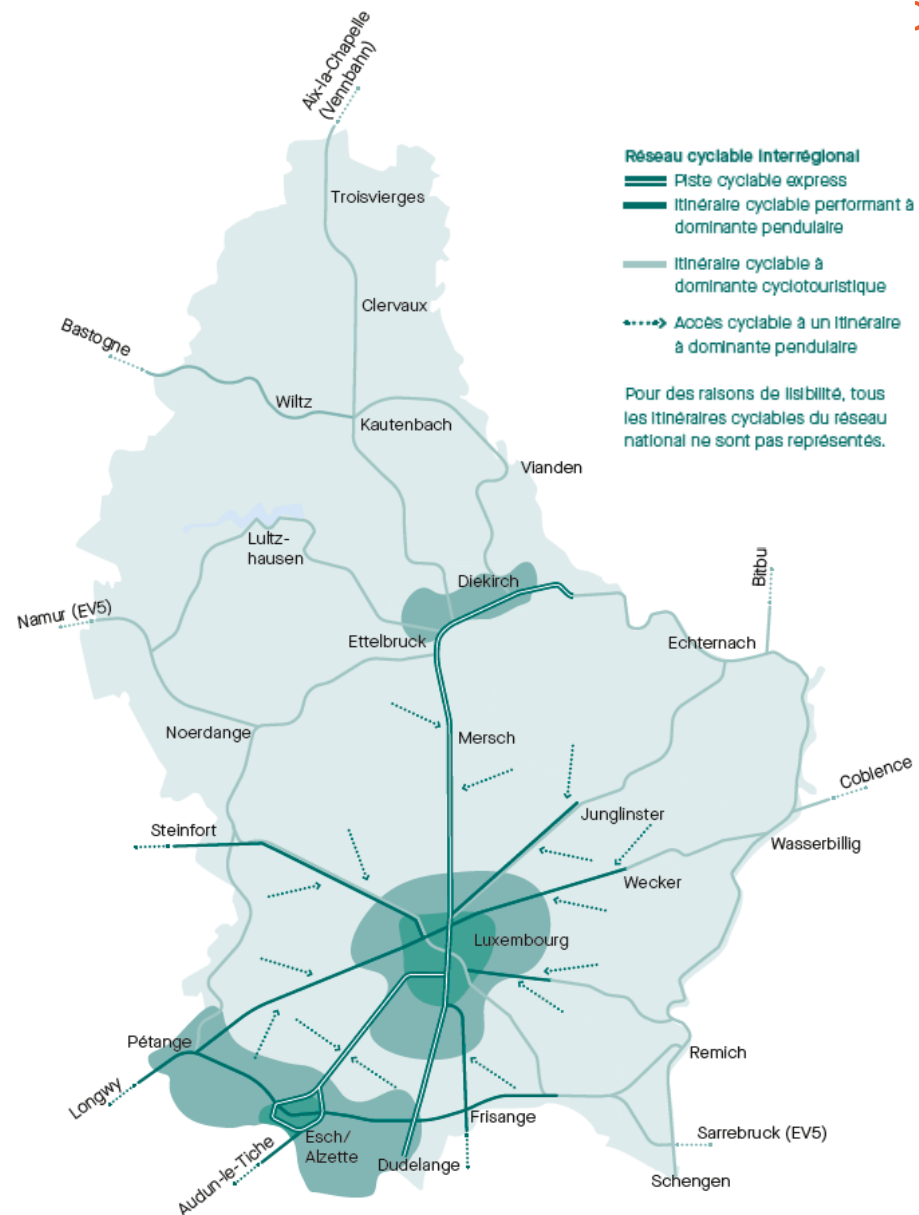 Aix-la-Chapelle
(Vennbahn)
Troisvierges
Réseau cyclable interrégional
Piste cyclable express
Itinéraire cyclable performant à
dominante pendulaire
Itinéraire cyclable à
dominante cyclotouristique
Accès cyclable à un itinéraire
à dominante pendulaire
Pour des raisons de lisibilité, tous
les itinéraires cyclables du réseau
national ne sont pas représentés.
Clervaux
Bastogne
Wiltz
Kautenbach
Vianden
Lultz-
hausen
Diekirch
Bitbu
Namur (EV5)
Ettelbruck
Echternach
Noerdange
Mersch
Coblence
Junglinster
Steinfort
Wasserbillig
Wecker
Luxembourg
Pétange
Remich
Longwy
Frisange
Esch/
Alzette
Sarrebruck (EV5)
Audun-le-Tiche
Dudelange
Schengen